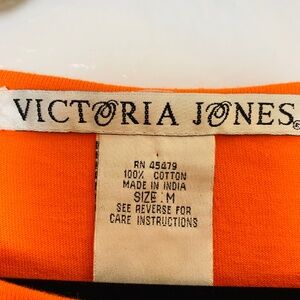 VICTORIA JONES®
RN 45479
100% COTTON
MADE IN INDIA
SIZE: M
SEE REVERSE FOR
CARE INSTRUCTIONS